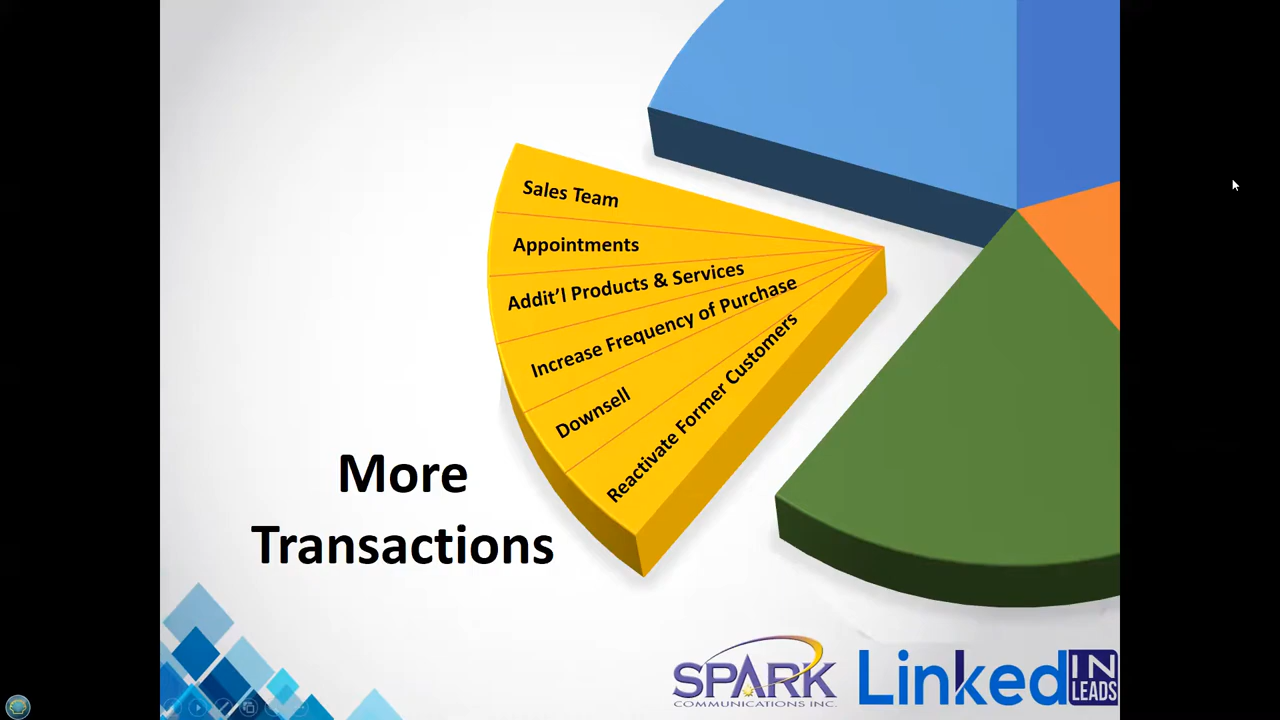 Sales Team
Appointments
Addit'l Products & Services
Increase Frequency of Purchase
Downsell
Reactivate Former Customers
More
Transactions
SPARK
COMMUNICATIONS INC.
Linked IN
LEADS